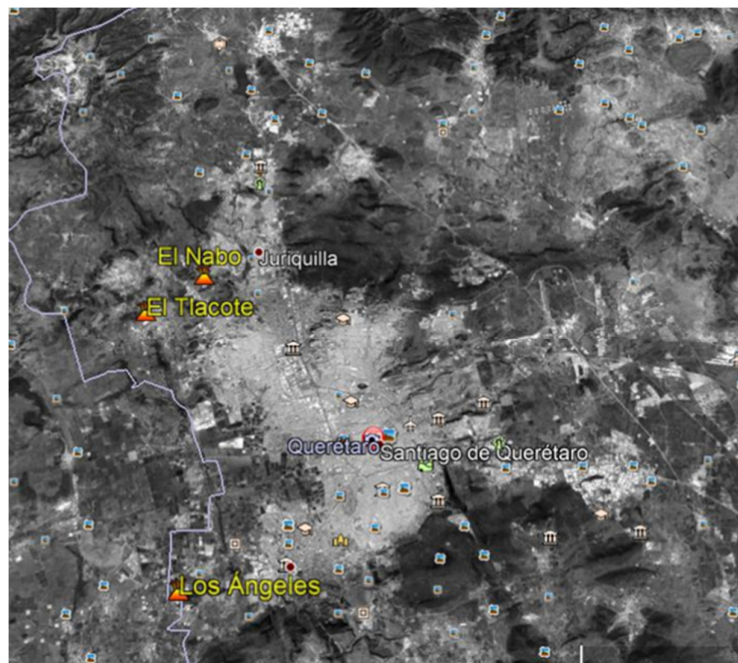 El Nabo
Juriquilla
El Tlacote
Querétaro
Santiago de Querétaro
Los Ángeles